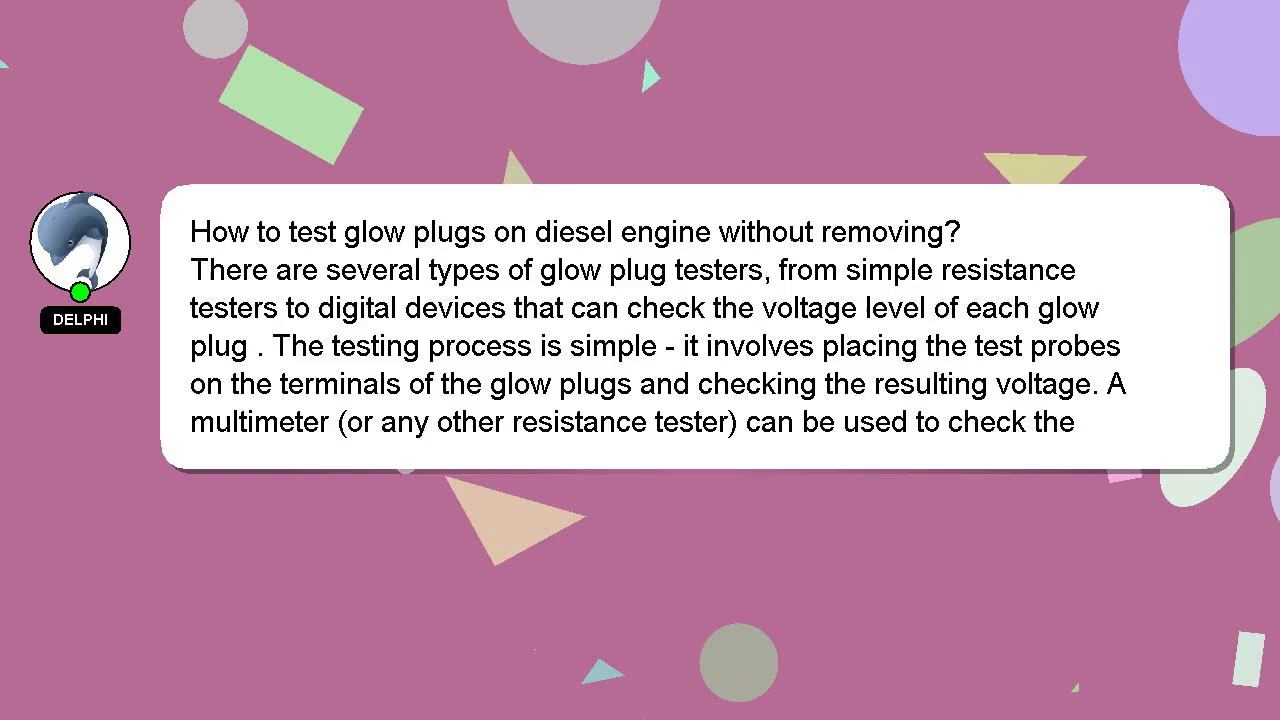 How to test glow plugs on diesel engine without removing?
There are several types of glow plug testers, from simple resistance
testers to digital devices that can check the voltage level of each glow
plug . The testing process is simple - it involves placing the test probes
on the terminals of the glow plugs and checking the resulting voltage. A
multimeter (or any other resistance tester) can be used to check the
DELPHI